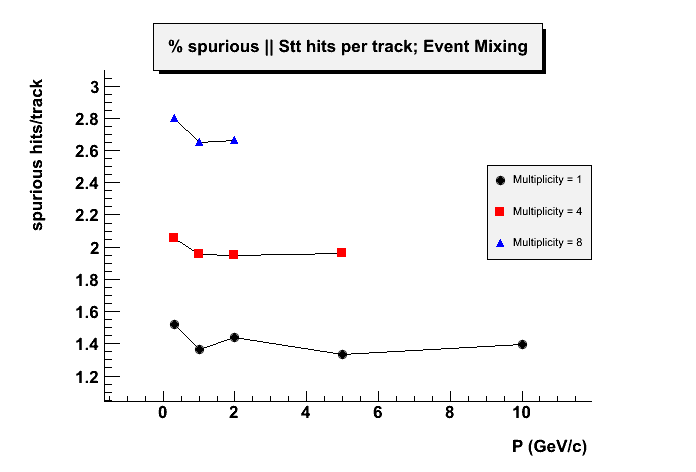 % spurious || Stt hits per track; Event Mixing
spurious hits/track
3
2.8
2.6
2.4
2.2
2
1.8
1.6
1.4
1.2
Multiplicity = 1
Multiplicity = 4
Multiplicity = 8
0 2 4 6 8 10
P (GeV/c)